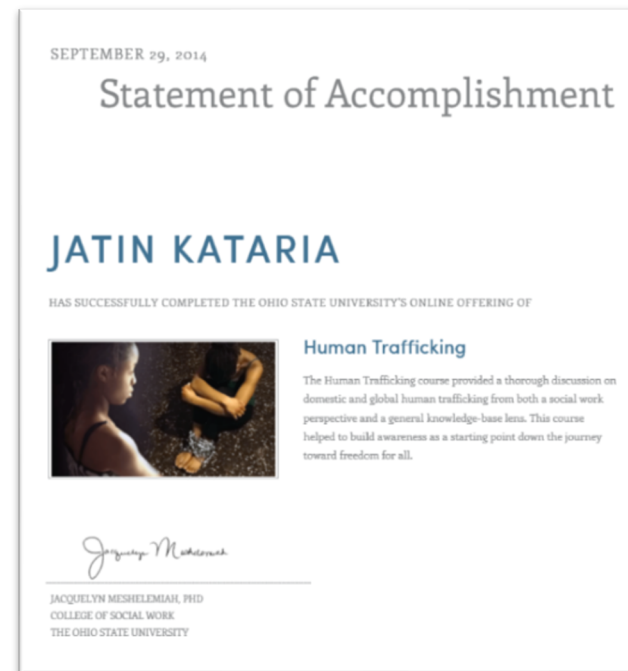 SEPTEMBER 29, 2014
Statement of Accomplishment
JATIN KATARIA
HAS SUCCESSFULLY COMPLETED THE OHIO STATE UNIVERSITY'S ONLINE OFFERING OF
Human Trafficking
The Human Trafficking course provided a thorough discussion on
domestic and global human trafficking from both a social work
perspective and a general knowledge-base lens. This course
helped to build awareness as a starting point down the journey
toward freedom for all.
Jacquelyn Meshelemiah
JACQUELYN MESHELEMIAH, PHD
COLLEGE OF SOCIAL WORK
THE OHIO STATE UNIVERSITY